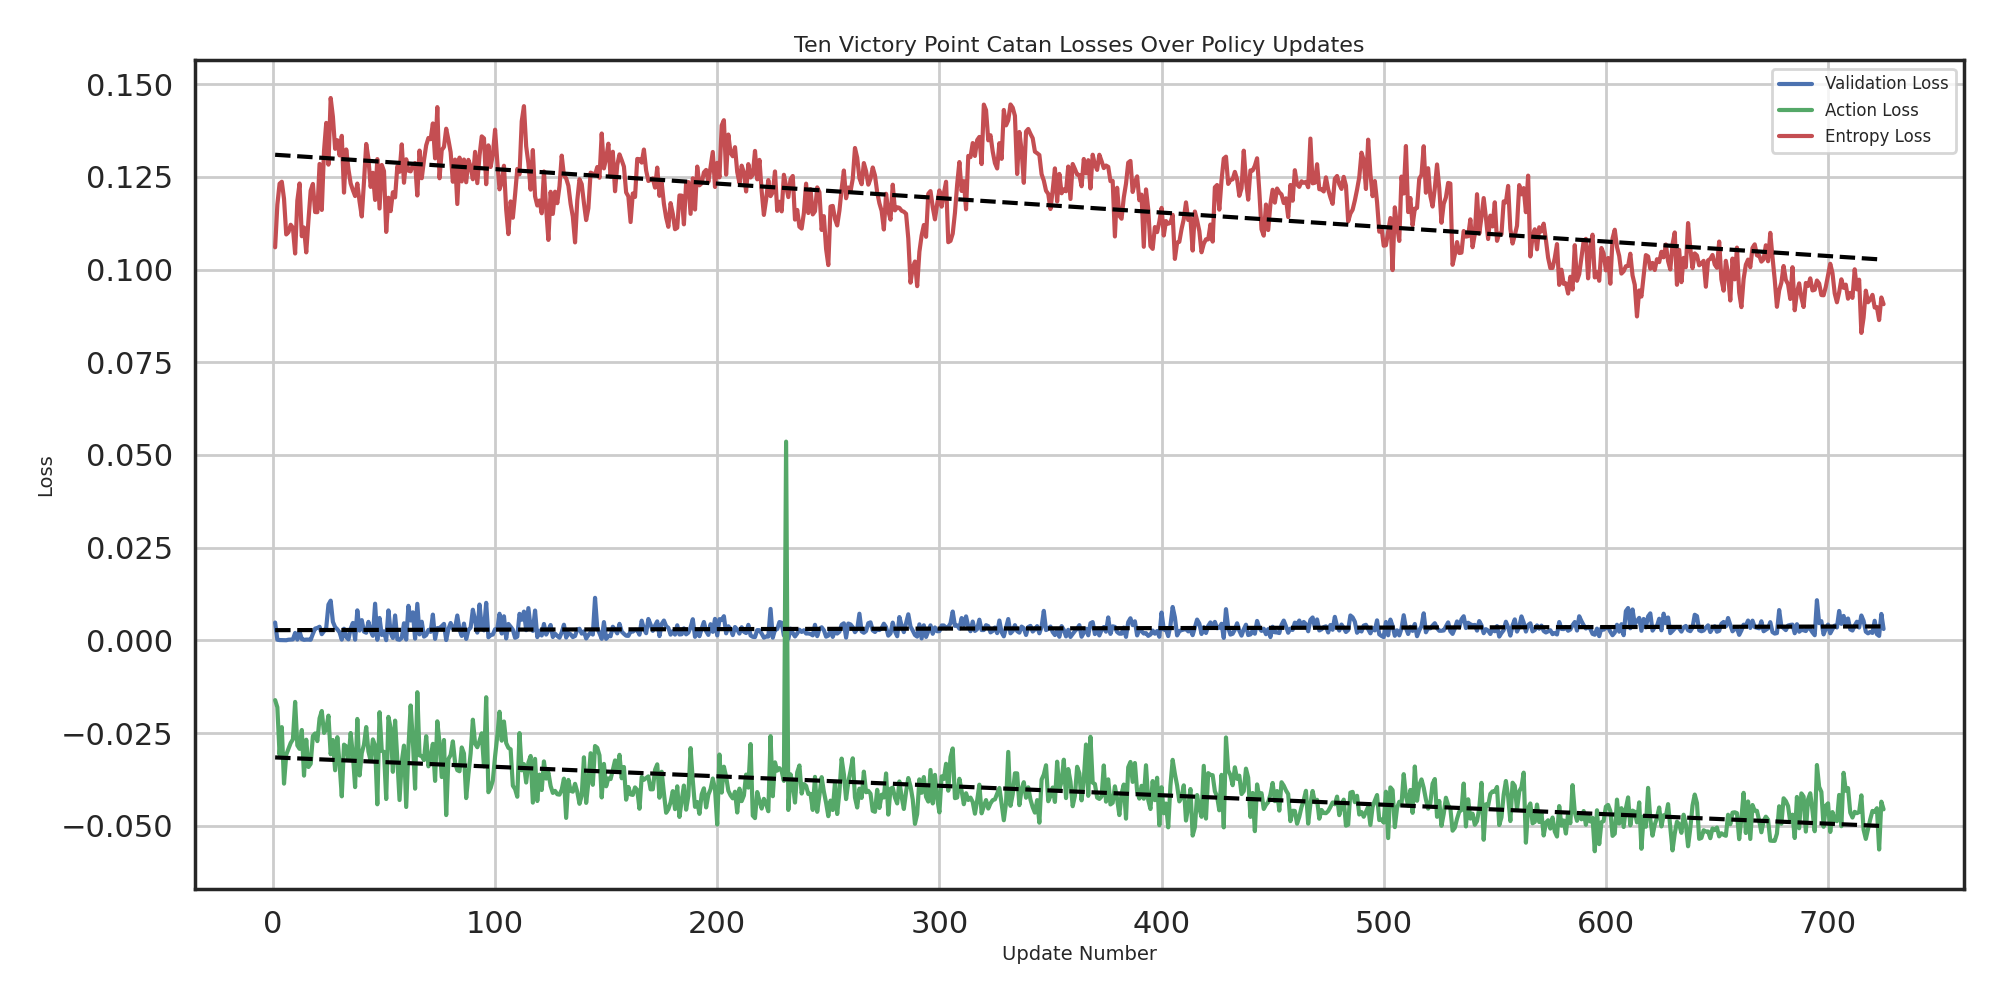 Ten Victory Point Catan Losses Over Policy Updates
Validation Loss
Action Loss
Entropy Loss
0.150
0.125
0.100
0.075
0.050
0.025
0.000
−0.025
−0.050
Loss
0 100 200 300 400 500 600 700
Update Number